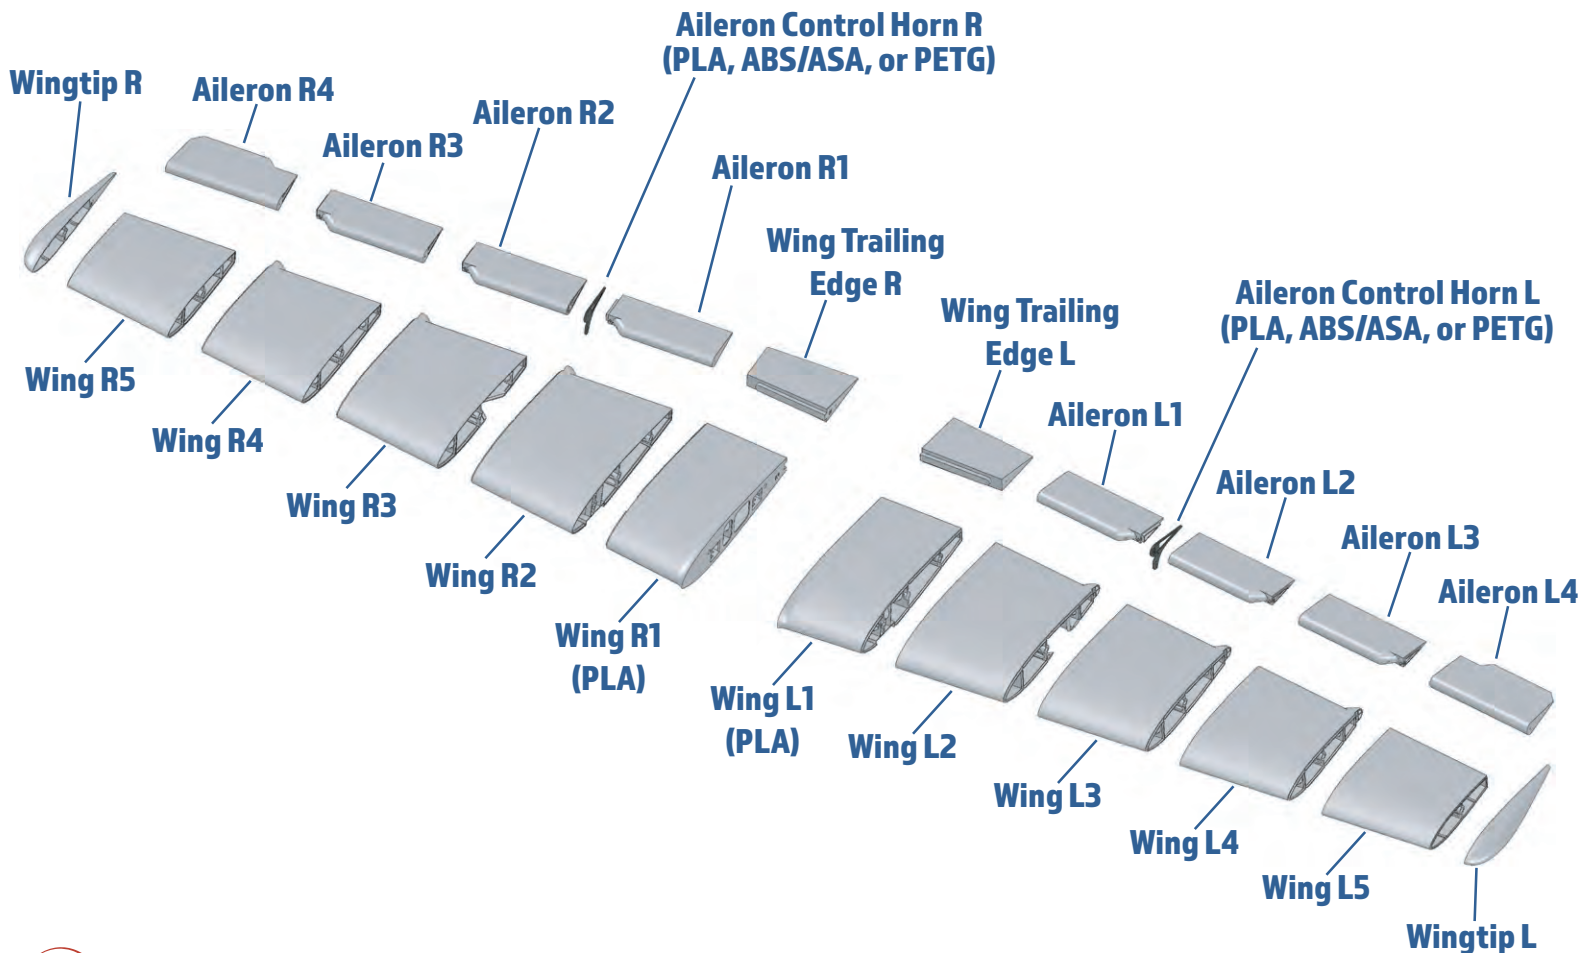 Aileron Control Horn R
(PLA, ABS/ASA, or PETG)
Wingtip R
Aileron R4
Aileron R3
Aileron R2
Aileron R1
Wing Trailing
Edge R
Wing Trailing
Edge L
Aileron Control Horn L
(PLA, ABS/ASA, or PETG)
Aileron L1
Aileron L2
Aileron L3
Aileron L4
Wing R5
Wing R4
Wing R3
Wing R2
Wing R1
(PLA)
Wing L1
(PLA)
Wing L2
Wing L3
Wing L4
Wing L5
Wingtip L